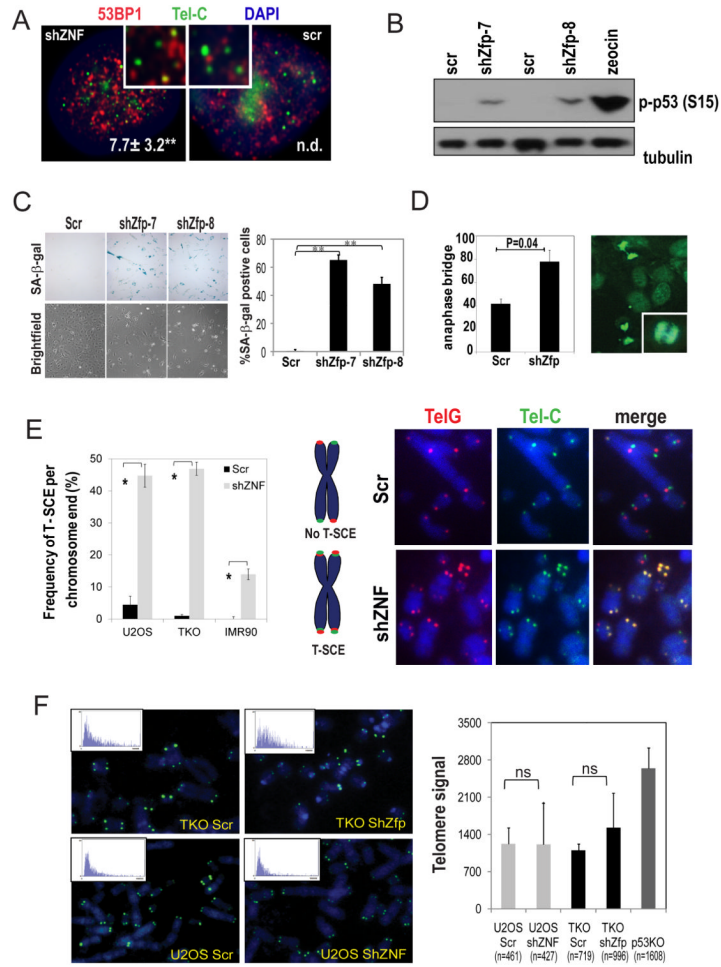 A
53BP1 Tel-C DAPI
shZNF
scr
7.7± 3.2**
n.d.
B
scr
shZfp-7
scr
shZfp-8
zeocin
p-p53 (S15)
tubulin
C
Scr shZfp-7 shZfp-8
SA-β-gal
Brightfield
%SA-β-gal postive cells
80
60
40
20
0
**
**
Scr shZfp-7 shZfp-8
D
anaphase bridge
100
80
60
40
20
0
P=0.04
Scr shZfp
E
Frequency of T- SCE per
chromosome end (%)
50
40
30
20
10
0
Scr
shZNF
*
*
*
U2OS TKO IMR90
No T-SCE
T-SCE
TelG Tel-C merge
Scr
shZNF
F
TKO Scr
TKO ShZfp
U2OS Scr
U2OS ShZNF
Telomere signal
3500
2800
2100
1400
700
0
ns
ns
U2OS Scr (n=461)
U2OS shZNF (n=427)
TKO Scr (n=719)
TKO shZfp (n=996)
p53KO (n=1608)